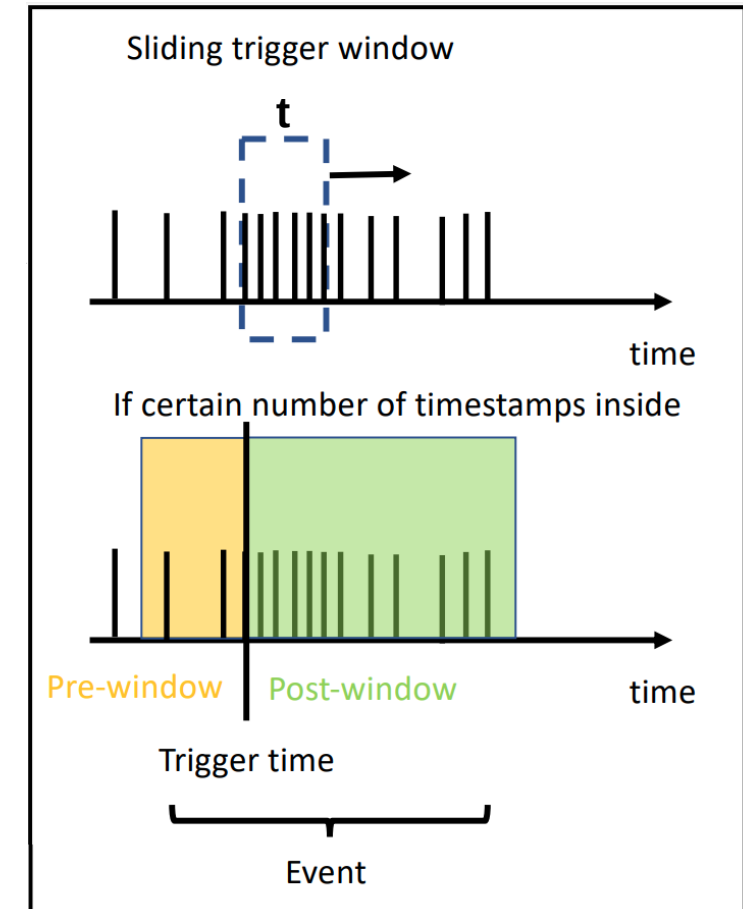 Sliding trigger window
t
time
If certain number of timestamps inside
Pre-window
Post-window
time
Trigger time
Event